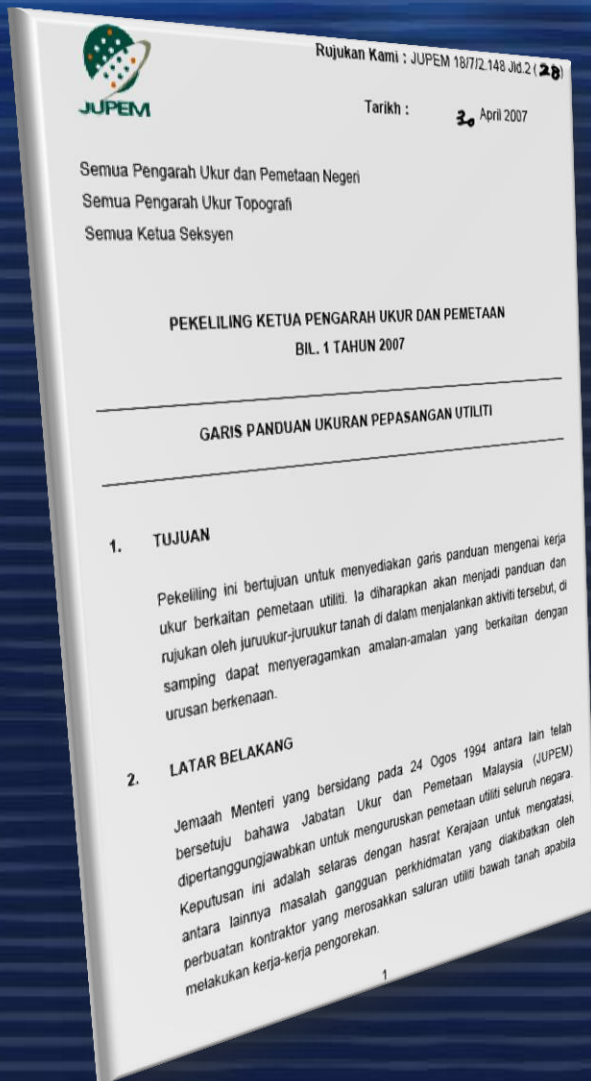 JUPEM
Rujukan Kami : JUPEM 18/7/2.148 Jld.2 ( 28 )
Tarikh : 30 April 2007
Semua Pengarah Ukur dan Pemetaan Negeri
Semua Pengarah Ukur Topografi
Semua Ketua Seksyen
PEKELILING KETUA PENGARAH UKUR DAN PEMETAAN
BIL. 1 TAHUN 2007
GARIS PANDUAN UKURAN PEPASANGAN UTILITI
1. TUJUAN
Pekeliling ini bertujuan untuk menyediakan garis panduan mengenai kerja
ukur berkaitan pemetaan utiliti. Ia diharapkan akan menjadi panduan dan
rujukan oleh juruukur-juruukur tanah di dalam menjalankan aktiviti tersebut, di
samping dapat menyeragamkan amalan-amalan yang berkaitan dengan
urusan berkenaan.
2. LATAR BELAKANG
Jemaah Menteri yang bersidang pada 24 Ogos 1994 antara lain telah
bersetuju bahawa Jabatan Ukur dan Pemetaan Malaysia (JUPEM)
dipertanggungjawabkan untuk menguruskan pemetaan utiliti seluruh negara.
Keputusan ini adalah selaras dengan hasrat Kerajaan untuk mengatasi,
antara lainnya masalah gangguan perkhidmatan yang diakibatkan oleh
perbuatan kontraktor yang merosakkan saluran utiliti bawah tanah apabila
melakukan kerja-kerja pengorekan.
1